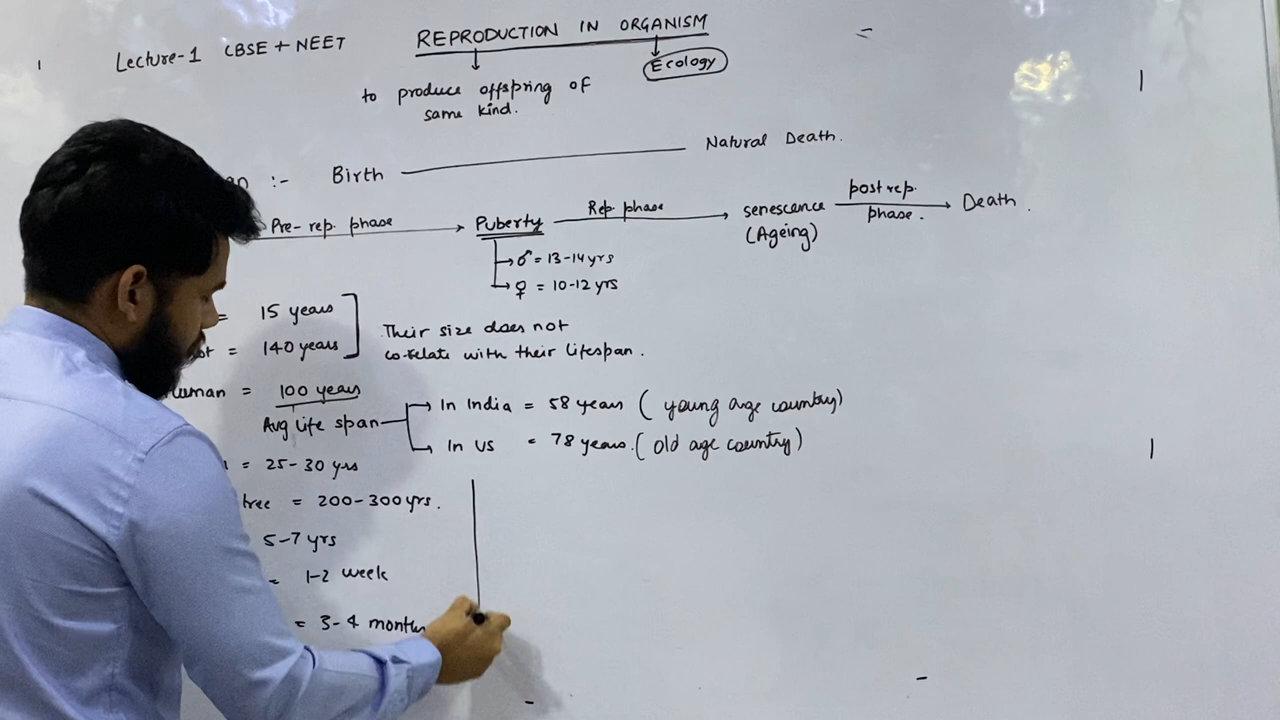 Lecture-1 CBSE + NEET
REPRODUCTION IN ORGANISM
Ecology
to produce offspring of
same kind.
:- Birth Natural Death.
Pre- rep. phase Puberty Rep phase senescence post rep. phase. Death.
(Ageing)
♂ = 13-14 yrs
♀ = 10-12 yrs
= 15 years
= 140 years
Their size does not
co-relate with their lifespan.
= 100 years
Avg life span
In India = 58 years ( young age country)
In US = 78 years. ( old age country)
= 25-30 yrs
tree = 200-300 yrs.
5-7 yrs
= 1-2 week
= 3-4 months